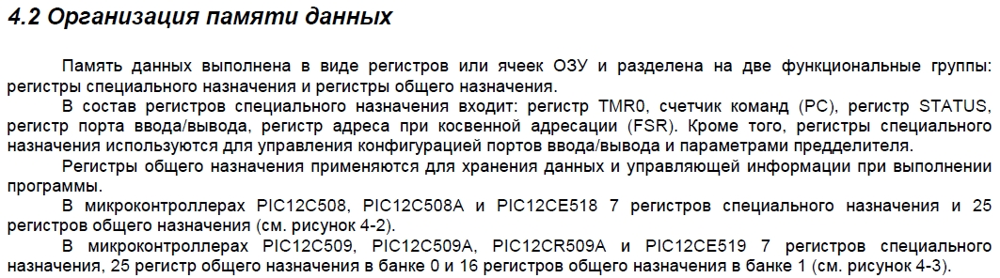 4.2 Организация памяти данных
Память данных выполнена в виде регистров или ячеек ОЗУ и разделена на две функциональные группы:
регистры специального назначения и регистры общего назначения.
В состав регистров специального назначения входит: регистр TMR0, счетчик команд (PC), регистр STATUS,
регистр порта ввода/вывода, регистр адреса при косвенной адресации (FSR). Кроме того, регистры специального
назначения используются для управления конфигурацией портов ввода/вывода и параметрами предделителя.
Регистры общего назначения применяются для хранения данных и управляющей информации при выполнении
программы.
В микроконтроллерах PIC12C508, PIC12C508A и PIC12CE518 7 регистров специального назначения и 25
регистров общего назначения (см. рисунок 4-2).
В микроконтроллерах PIC12C509, PIC12C509A, PIC12CR509A и PIC12CE519 7 регистров специального
назначения, 25 регистр общего назначения в банке 0 и 16 регистров общего назначения в банке 1 (см. рисунок 4-3).